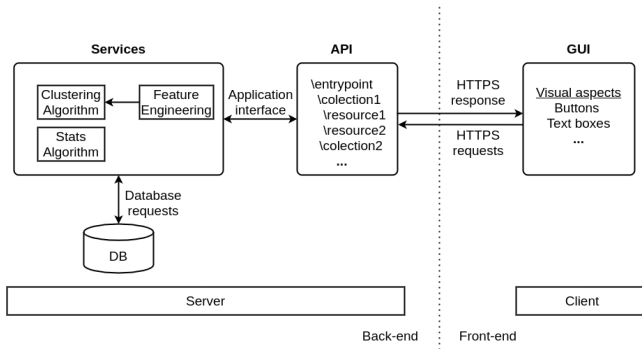 Services
API
GUI
Clustering
Algorithm
Feature
Engineering
Stats
Algorithm
Application
interface
\entrypoint
\colection1
\resource1
\resource2
\colection2
...
HTTPS
response
HTTPS
requests
Visual aspects
Buttons
Text boxes
...
Database
requests
DB
Server
Client
Back-end
Front-end